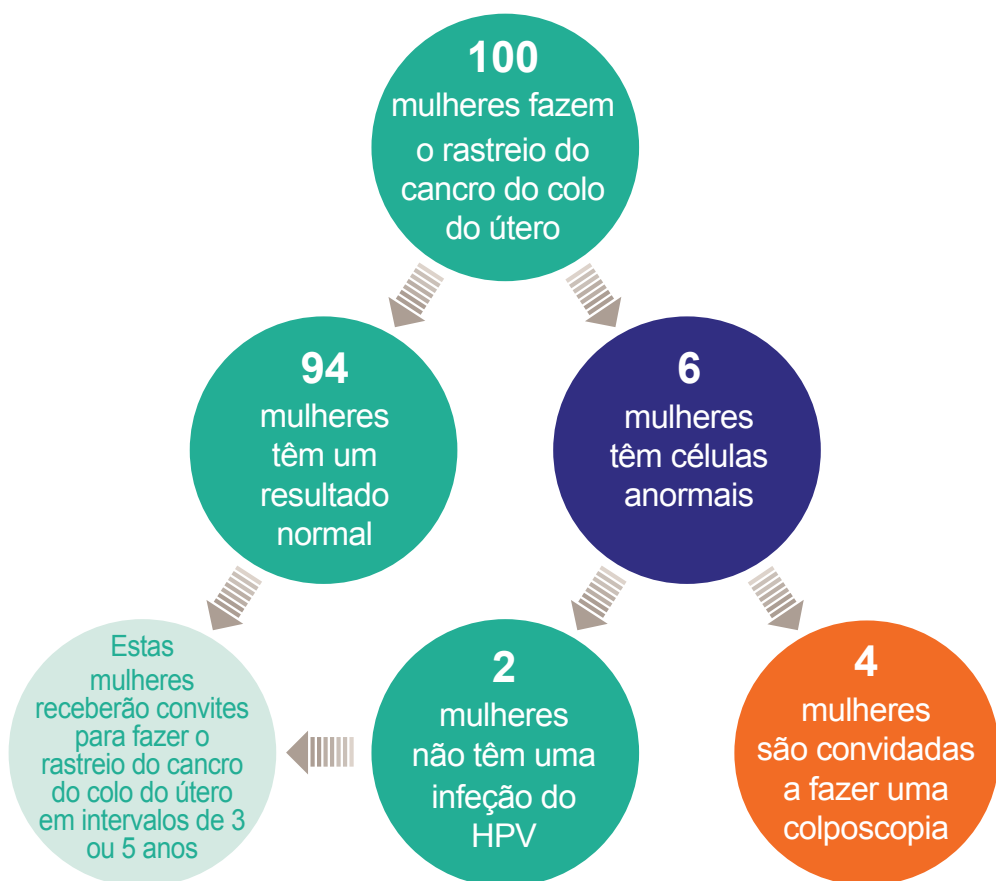 100
mulheres fazem
o rastreio do
cancro do colo
do útero
94
mulheres
têm um
resultado
normal
6
mulheres
têm células
anormais
Estas
mulheres
receberão convites
para fazer o
rastreio do cancro
do colo do útero
em intervalos de 3
ou 5 anos
2
mulheres
não têm uma
infeção do
HPV
4
mulheres
são convidadas
a fazer uma
colposcopia